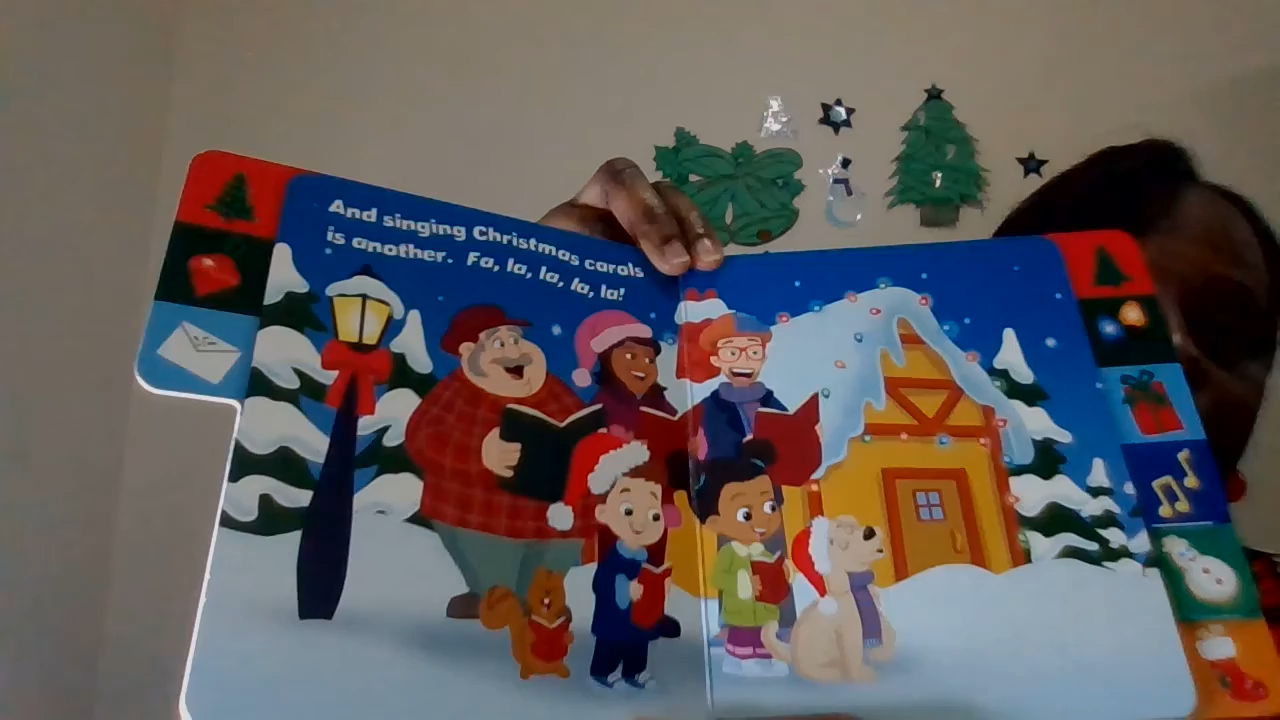 And singing Christmas carols
is another. Fa, la, la, la, la!